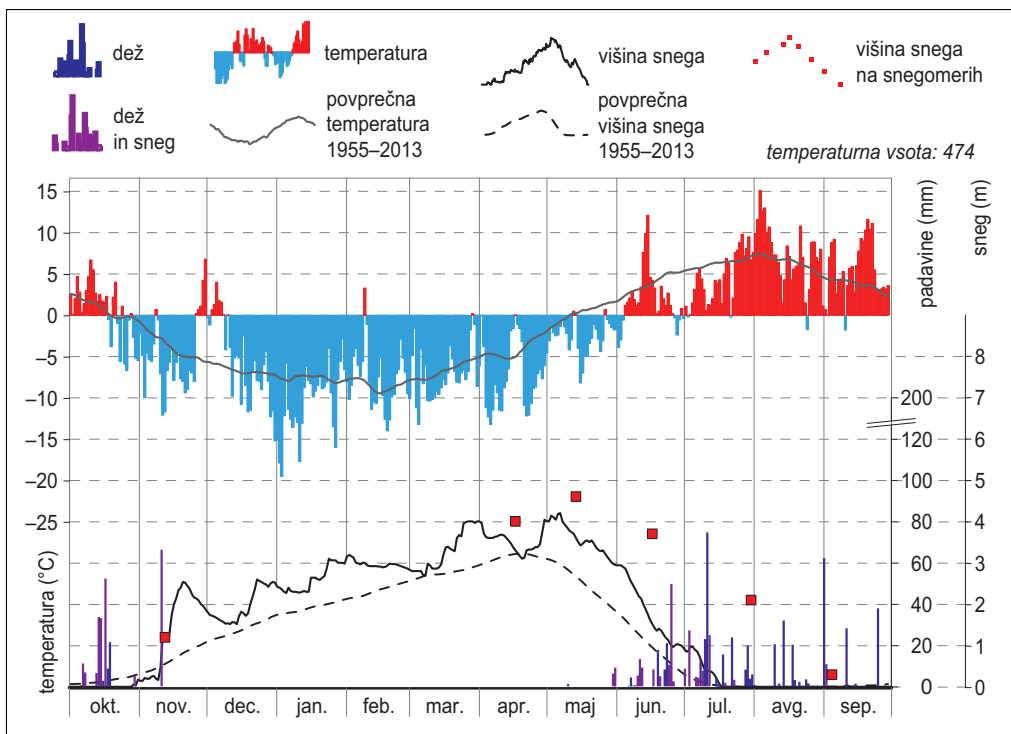 dež
temperatura
višina snega
višina snega
na snegomerih
dež
in sneg
povprečna
temperatura
1955–2013
povprečna
višina snega
1955–2013
temperaturna vsota: 474
temperatura (°C)
15
10
5
0
–5
–10
–15
–20
–25
padavine (mm)
200
120
100
80
60
40
20
0
sneg (m)
8
7
6
5
4
3
2
1
0
okt.
nov.
dec.
jan.
feb.
mar.
apr.
maj
jun.
jul.
avg.
sep.